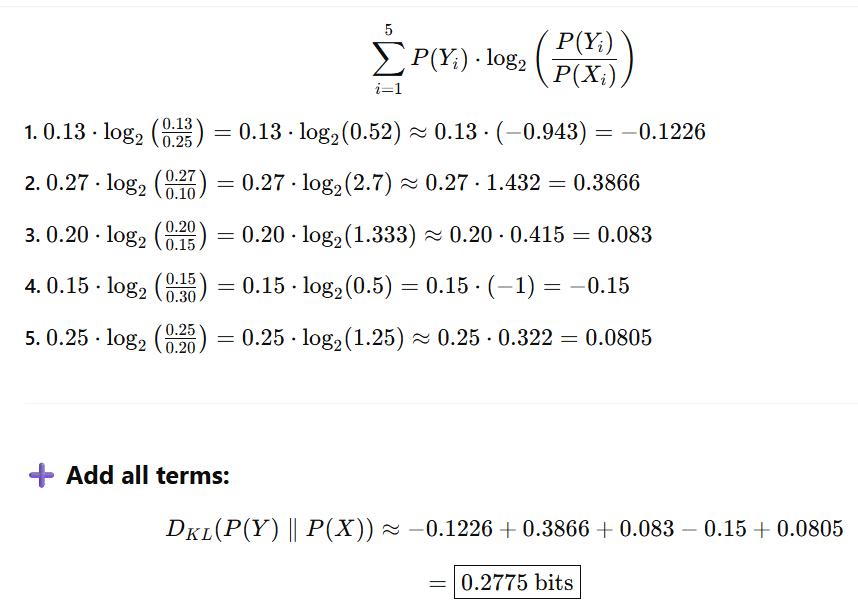 $$\sum_{i=1}^{5} P(Y_i) \cdot \log_2 \left( \frac{P(Y_i)}{P(X_i)} \right)$$
1. $0.13 \cdot \log_2 \left( \frac{0.13}{0.25} \right) = 0.13 \cdot \log_2(0.52) \approx 0.13 \cdot (-0.943) = -0.1226$
2. $0.27 \cdot \log_2 \left( \frac{0.27}{0.10} \right) = 0.27 \cdot \log_2(2.7) \approx 0.27 \cdot 1.432 = 0.3866$
3. $0.20 \cdot \log_2 \left( \frac{0.20}{0.15} \right) = 0.20 \cdot \log_2(1.333) \approx 0.20 \cdot 0.415 = 0.083$
4. $0.15 \cdot \log_2 \left( \frac{0.15}{0.30} \right) = 0.15 \cdot \log_2(0.5) = 0.15 \cdot (-1) = -0.15$
5. $0.25 \cdot \log_2 \left( \frac{0.25}{0.20} \right) = 0.25 \cdot \log_2(1.25) \approx 0.25 \cdot 0.322 = 0.0805$
➕ Add all terms:
$$D_{KL}(P(Y) \parallel P(X)) \approx -0.1226 + 0.3866 + 0.083 - 0.15 + 0.0805$$
$$= \boxed{0.2775 \text{ bits}}$$